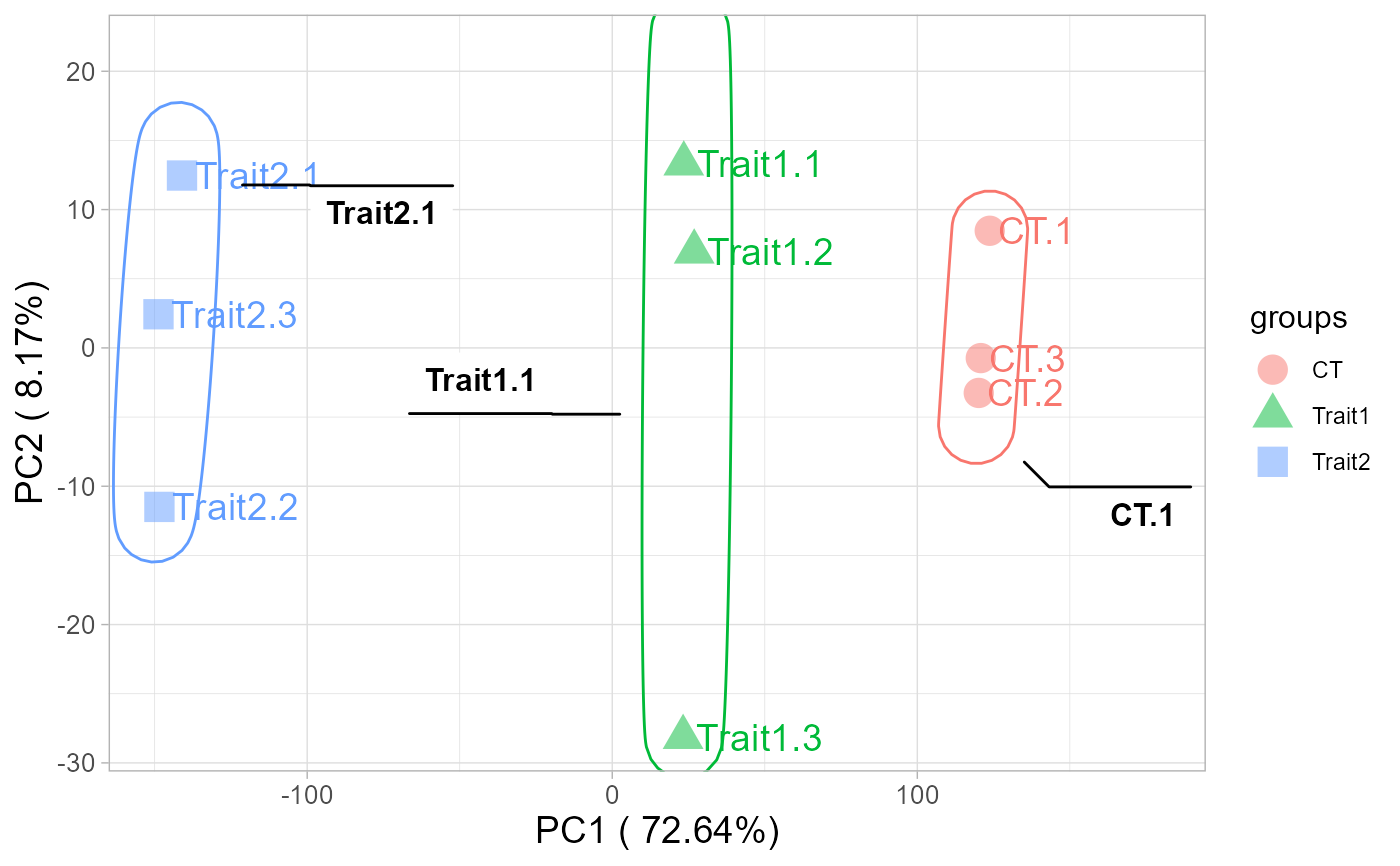 20
10
0
-10
-20
-30
PC2 ( 8.17%)
Trait2.1
Trait2.1
Trait2.3
Trait2.2
Trait1.1
Trait1.2
Trait1.1
Trait1.3
CT.1
CT.3
CT.2
CT.1
-100
0
100
PC1 ( 72.64%)
groups
CT
Trait1
Trait2